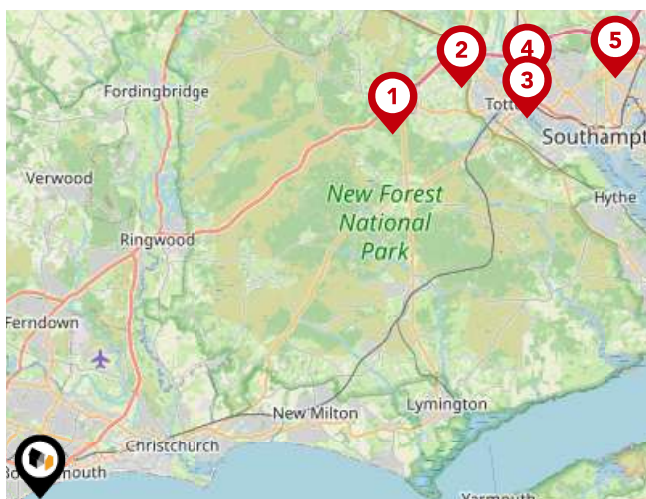 5
4
2
3
1
Fordingbridge
Southampt
Verwood
New Forest
National
Park
Hythe
Ringwood
Ferndown
New Milton
Lymington
Christchurch
mouth
Yarmouth